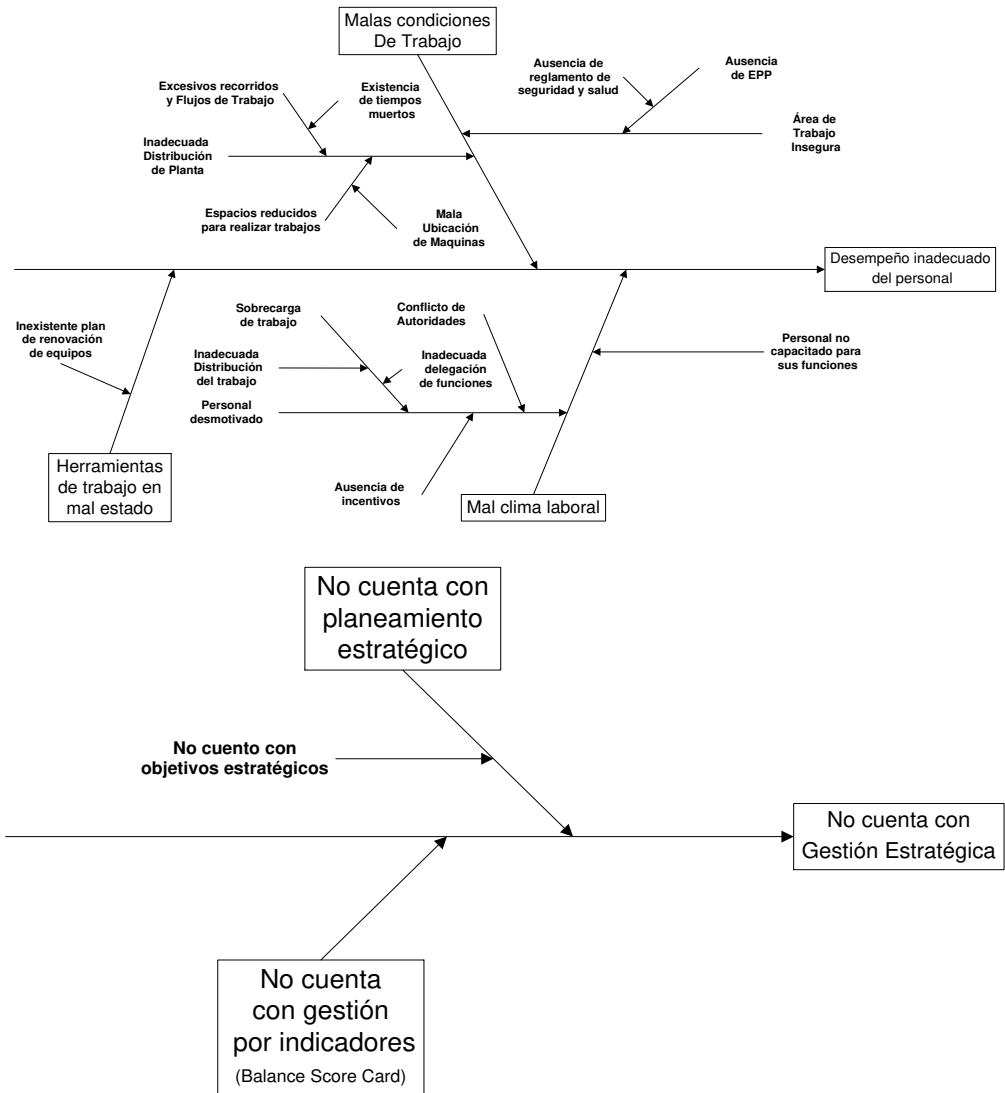 Malas condiciones
De Trabajo
Ausencia de
reglamento de
seguridad y salud
Ausencia
de EPP
Excesivos recorridos
y Flujos de Trabajo
Existencia
de tiempos
muertos
Área de
Trabajo
Insegura
Inadecuada
Distribución
de Planta
Espacios reducidos
para realizar trabajos
Mala
Ubicación
de Maquinas
Desempeño inadecuado
del personal
Inexistente plan
de renovación
de equipos
Sobrecarga
de trabajo
Conflicto de
Autoridades
Inadecuada
Distribución
del trabajo
Inadecuada
delegación
de funciones
Personal no
capacitado para
sus funciones
Personal
desmotivado
Herramientas
de trabajo en
mal estado
Ausencia de
incentivos
Mal clima laboral
No cuenta con
planeamiento
estratégico
No cuento con
objetivos estratégicos
No cuenta con
Gestión Estratégica
No cuenta
con gestión
por indicadores
(Balance Score Card)